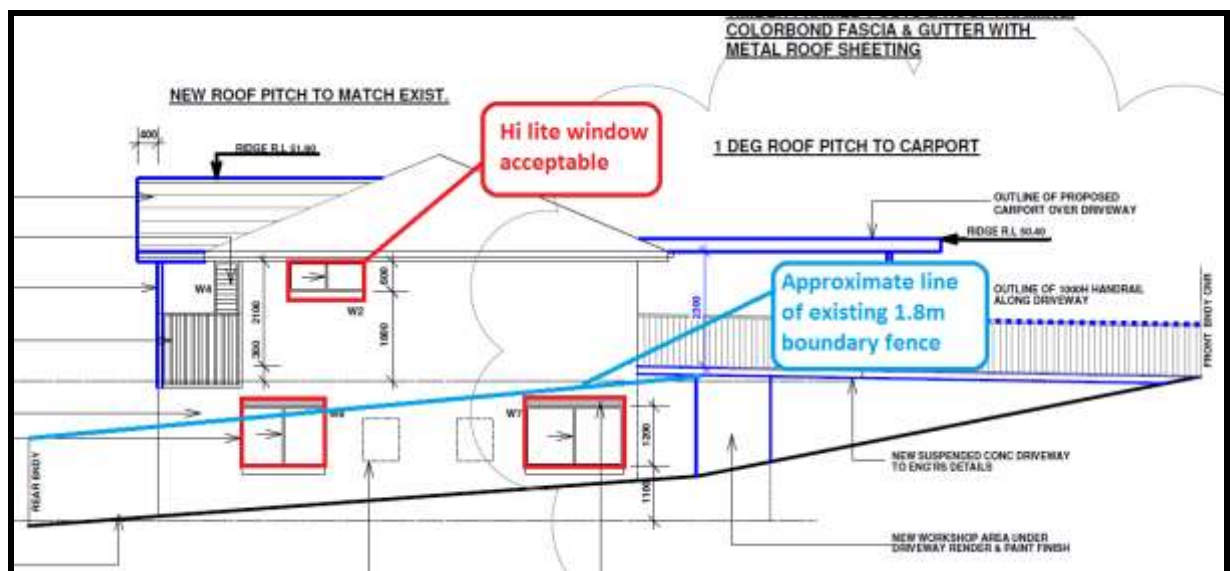 COLORBOND FASCIA & GUTTER WITH
METAL ROOF SHEETING
NEW ROOF PITCH TO MATCH EXIST.
Hi lite window
acceptable
1 DEG ROOF PITCH TO CARPORT
400
RIDGE R.L 51.80
OUTLINE OF PROPOSED
CARPORT OVER DRIVEWAY
RIDGE R.L 50.40
Approximate line
of existing 1.8m
boundary fence
OUTLINE OF 1000H HANDRAIL
ALONG DRIVEWAY
FRONT BNDY CNR
W4
W2
600
2100
300
1800
2300
W7
1200
1100
REAR BNDY
NEW SUSPENDED CONC DRIVEWAY
TO ENG'RS DETAILS
NEW WORKSHOP AREA UNDER
DRIVEWAY RENDER & PAINT FINISH